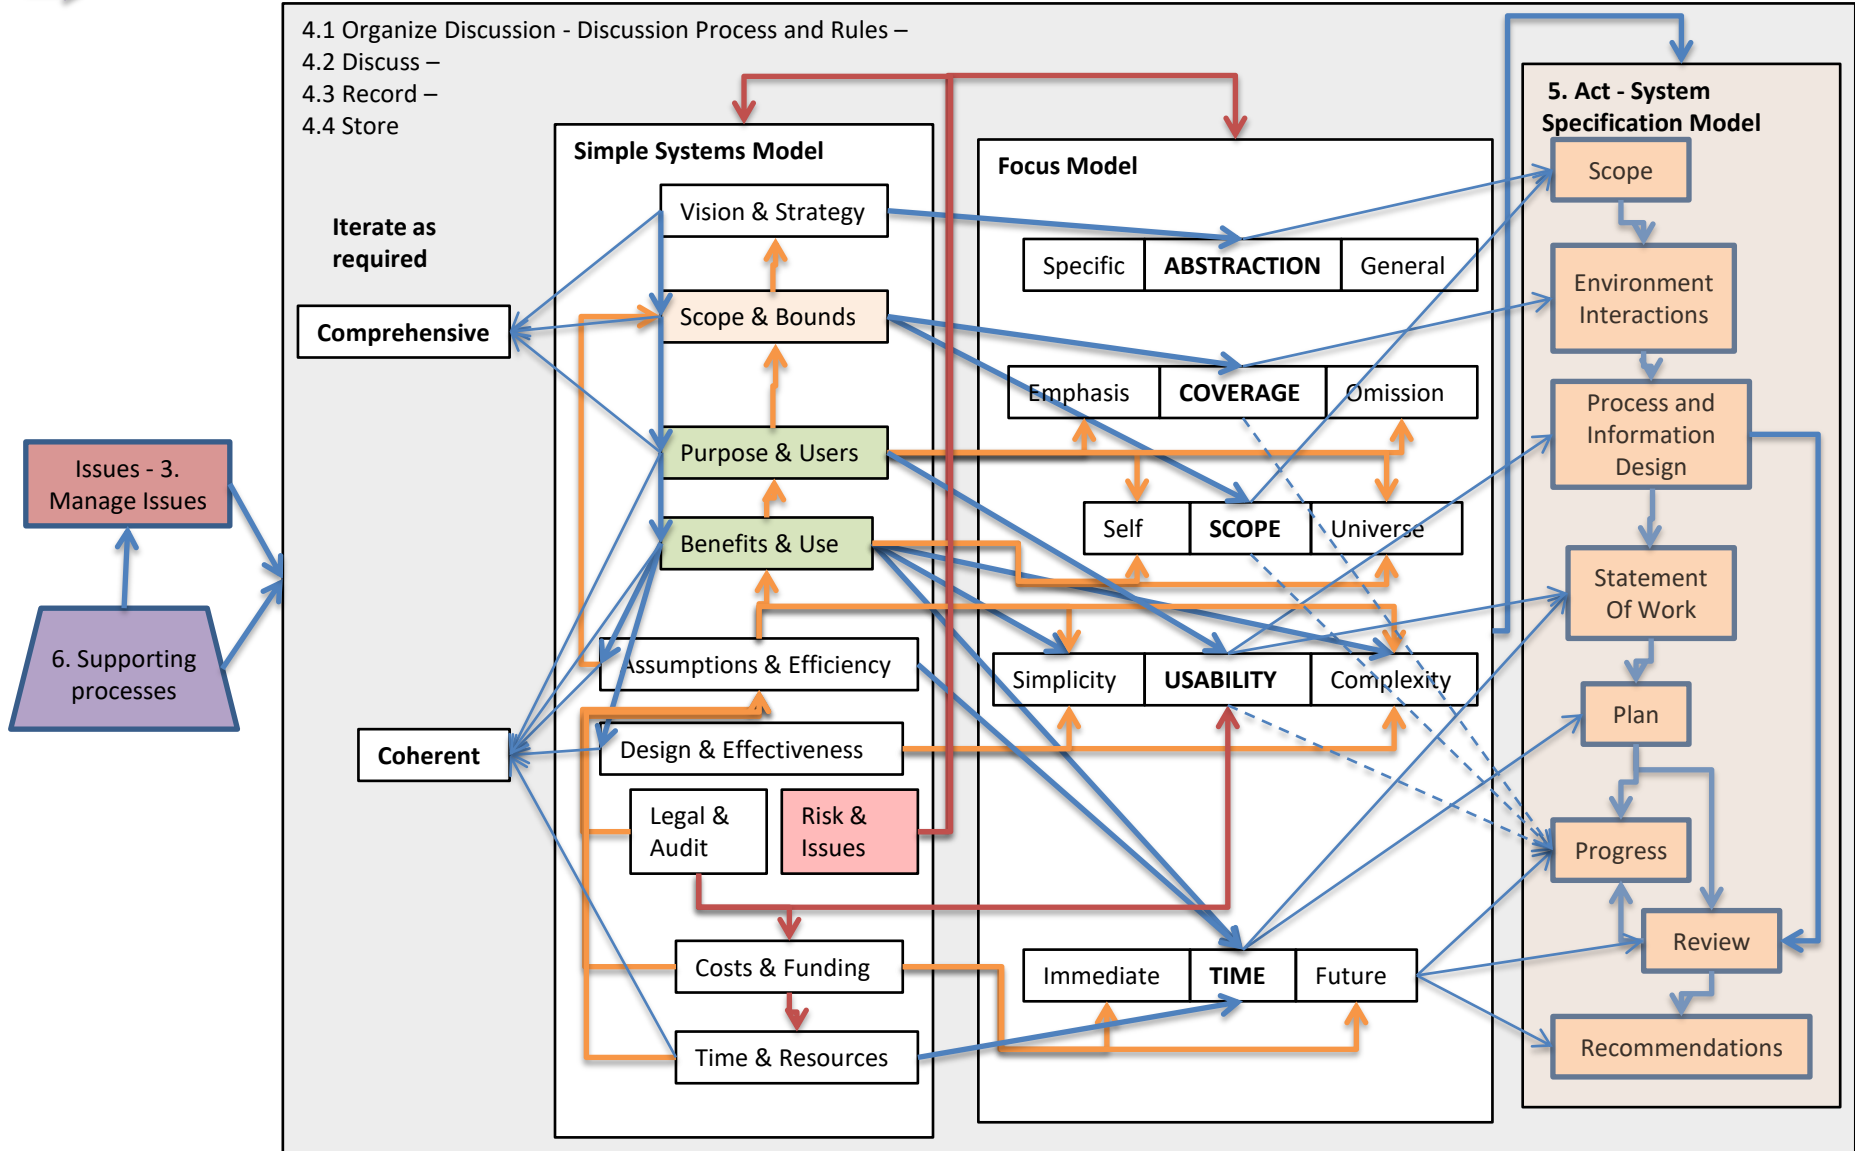 4.1 Organize Discussion - Discussion Process and Rules –
4.2 Discuss –
4.3 Record –
4.4 Store
Iterate as
required
Comprehensive
Coherent
Issues - 3.
Manage Issues
6. Supporting
processes
Simple Systems Model
Vision & Strategy
Scope & Bounds
Purpose & Users
Benefits & Use
Assumptions & Efficiency
Design & Effectiveness
Legal &
Audit
Risk &
Issues
Costs & Funding
Time & Resources
Focus Model
Specific
ABSTRACTION
General
Emphasis
COVERAGE
Omission
Self
SCOPE
Universe
Simplicity
USABILITY
Complexity
Immediate
TIME
Future
5. Act - System
Specification Model
Scope
Environment
Interactions
Process and
Information
Design
Statement
Of Work
Plan
Progress
Review
Recommendations